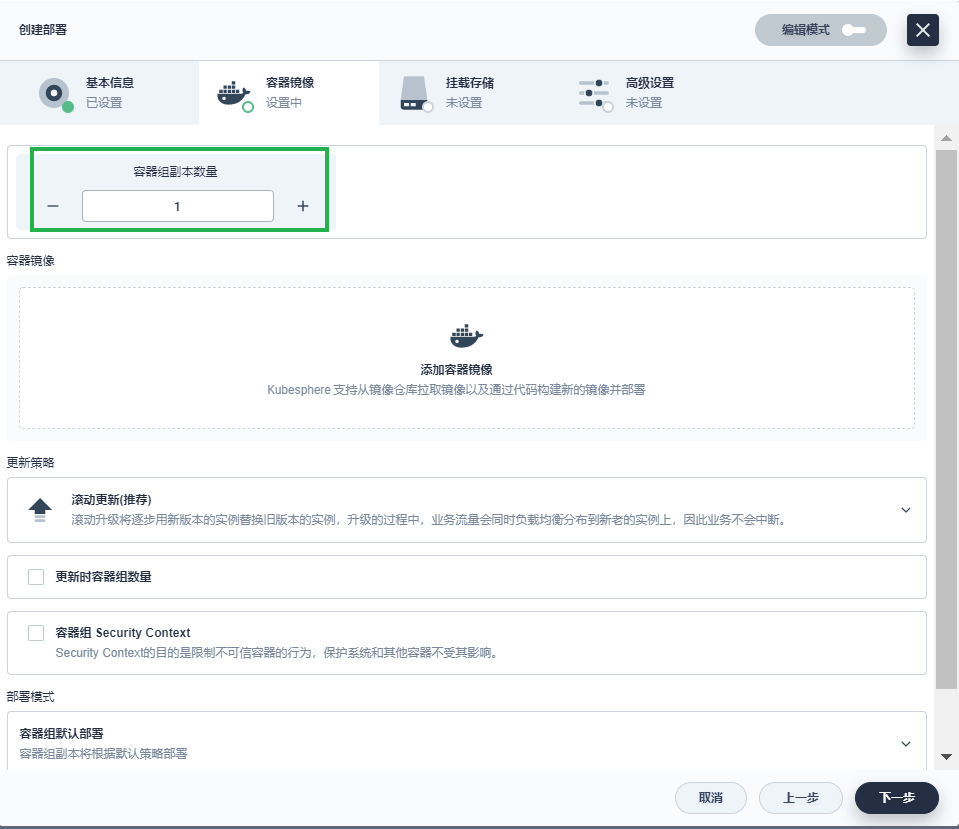 创建部署
编辑模式
基本信息
已设置
容器镜像
设置中
挂载存储
未设置
高级设置
未设置
容器组副本数量
1
容器镜像
添加容器镜像
Kubesphere 支持从镜像仓库拉取镜像以及通过代码构建新的镜像并部署
更新策略
滚动更新(推荐)
滚动升级将逐步用新版本的实例替换旧版本的实例，升级的过程中，业务流量会同时负载均衡分布到新老的实例上，因此业务不会中断。
更新时容器组数量
容器组 Security Context
Security Context的目的是限制不可信容器的行为，保护系统和其他容器不受其影响。
部署模式
容器组默认部署
容器组副本将根据默认策略部署
取消
上一步
下一步